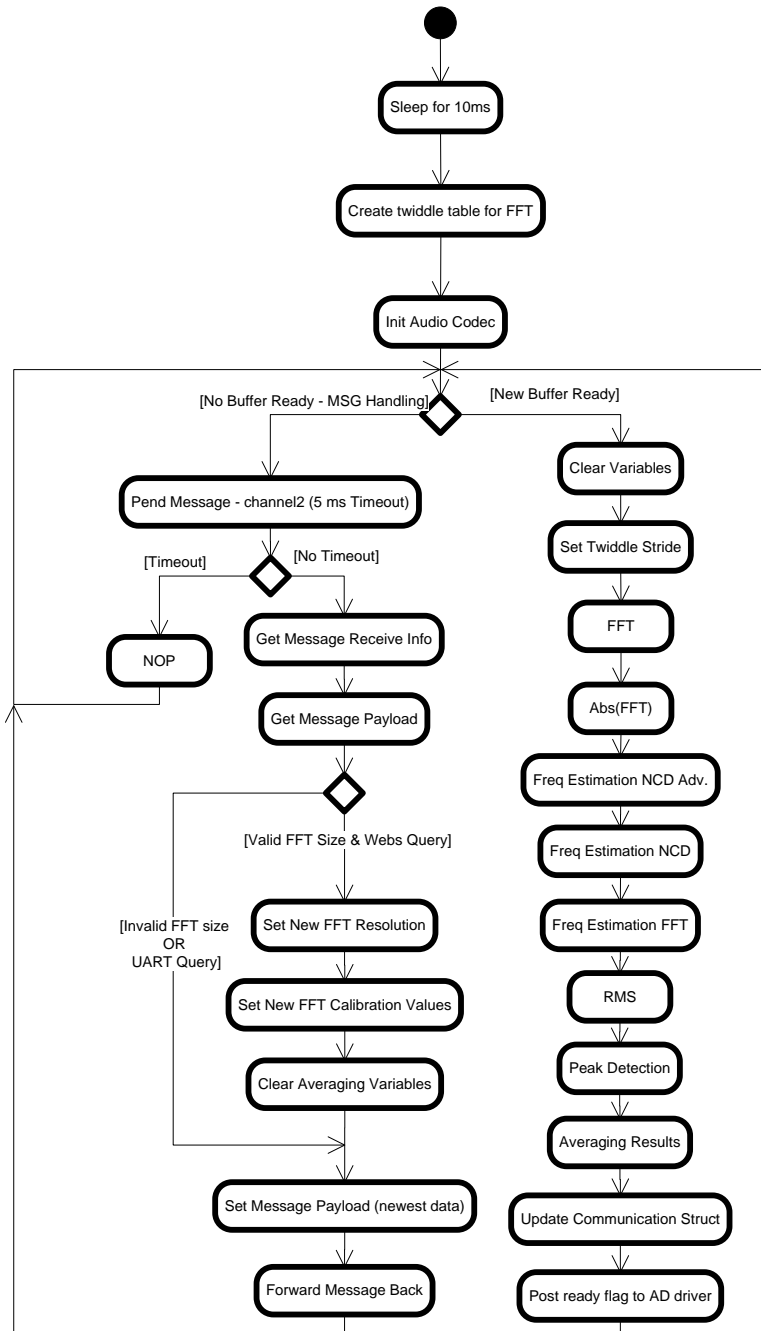 Sleep for 10ms
Create twiddle table for FFT
Init Audio Codec
[No Buffer Ready - MSG Handling]
[New Buffer Ready]
Pend Message - channel2 (5 ms Timeout)
[Timeout]
[No Timeout]
NOP
Get Message Receive Info
Get Message Payload
[Valid FFT Size & Webs Query]
[Invalid FFT size
OR
UART Query]
Set New FFT Resolution
Set New FFT Calibration Values
Clear Averaging Variables
Set Message Payload (newest data)
Forward Message Back
Clear Variables
Set Twiddle Stride
FFT
Abs(FFT)
Freq Estimation NCD Adv.
Freq Estimation NCD
Freq Estimation FFT
RMS
Peak Detection
Averaging Results
Update Communication Struct
Post ready flag to AD driver